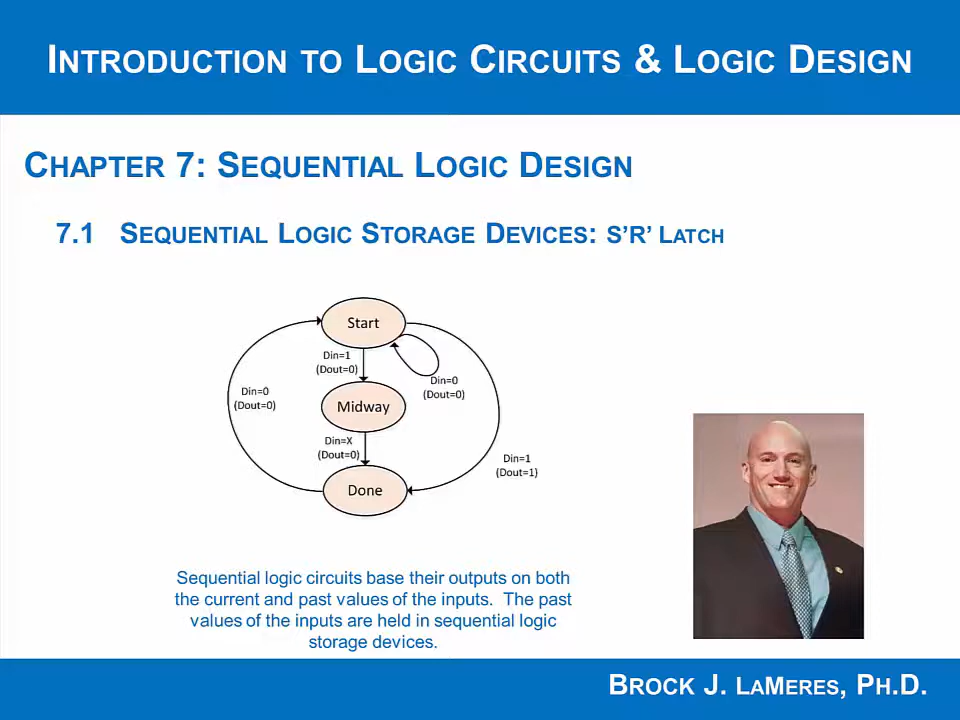 INTRODUCTION TO LOGIC CIRCUITS & LOGIC DESIGN
CHAPTER 7: SEQUENTIAL LOGIC DESIGN
7.1 SEQUENTIAL LOGIC STORAGE DEVICES: S’R’ LATCH
Start
Din=1
(Dout=0)
Din=0
(Dout=0)
Din=0
(Dout=0)
Midway
Din=X
(Dout=0)
Din=1
(Dout=1)
Done
Sequential logic circuits base their outputs on both
the current and past values of the inputs. The past
values of the inputs are held in sequential logic
storage devices.
BROCK J. LAMERES, PH.D.